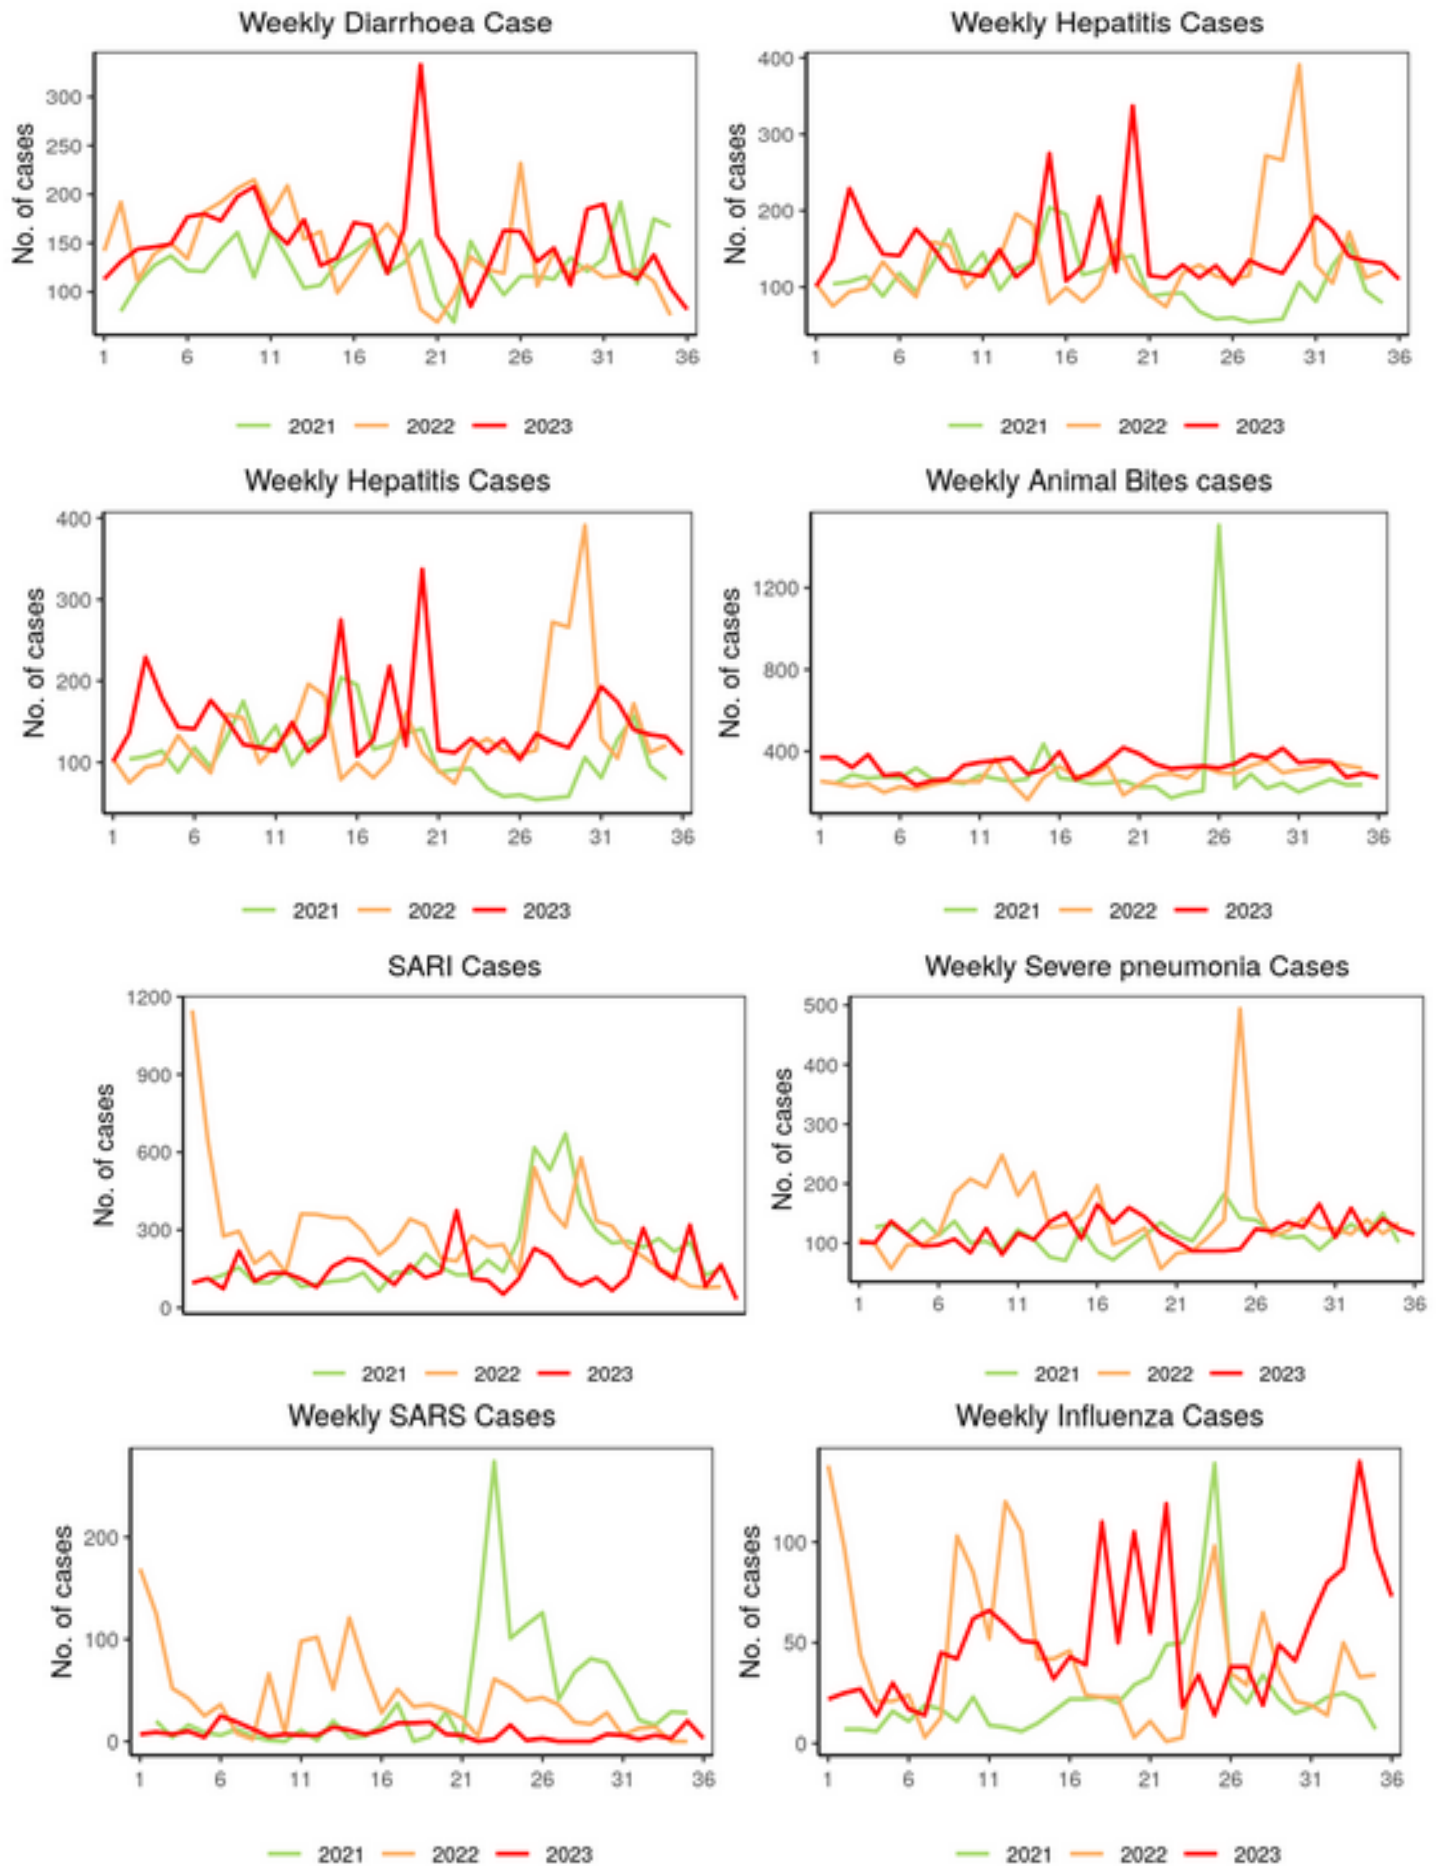 Weekly Diarrhoea Case
No. of cases
300
250
200
150
100
1 6 11 16 21 26 31 36
2021 2022 2023
Weekly Hepatitis Cases
No. of cases
400
300
200
100
1 6 11 16 21 26 31 36
2021 2022 2023
Weekly Hepatitis Cases
No. of cases
400
300
200
100
1 6 11 16 21 26 31 36
2021 2022 2023
Weekly Animal Bites cases
No. of cases
1200
800
400
1 6 11 16 21 26 31 36
2021 2022 2023
SARI Cases
No. of cases
1200
900
600
300
0
2021 2022 2023
Weekly Severe pneumonia Cases
No. of cases
500
400
300
200
100
1 6 11 16 21 26 31 36
2021 2022 2023
Weekly SARS Cases
No. of cases
200
100
0
1 6 11 16 21 26 31 36
2021 2022 2023
Weekly Influenza Cases
No. of cases
100
50
0
1 6 11 16 21 26 31 36
2021 2022 2023